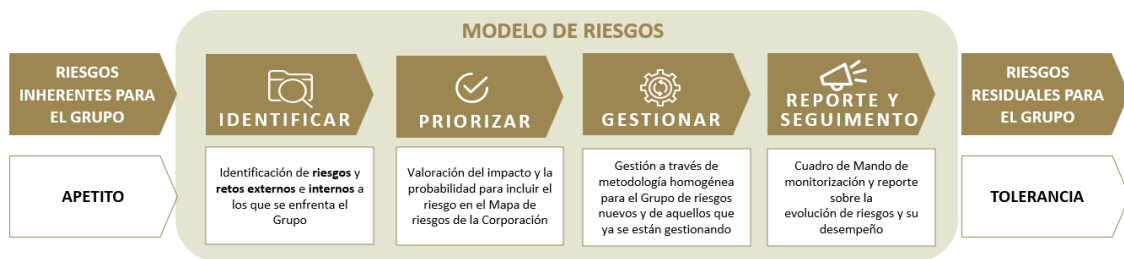 MODELO DE RIESGOS
RIESGOS
INHERENTES PARA
EL GRUPO
APETITO
IDENTIFICAR
Identificación de riesgos y
retos externos e internos a
los que se enfrenta el
Grupo
PRIORIZAR
Valoración del impacto y la
probabilidad para incluir el
riesgo en el Mapa de
riesgos de la Corporación
GESTIONAR
Gestión a través de
metodología homogénea
para el Grupo de riesgos
nuevos y de aquellos que
ya se están gestionando
REPORTE Y
SEGUIMENTO
Cuadro de Mando de
monitorización y reporte
sobre la
evolución de riesgos y su
desempeño
RIESGOS
RESIDUALES PARA
EL GRUPO
TOLERANCIA